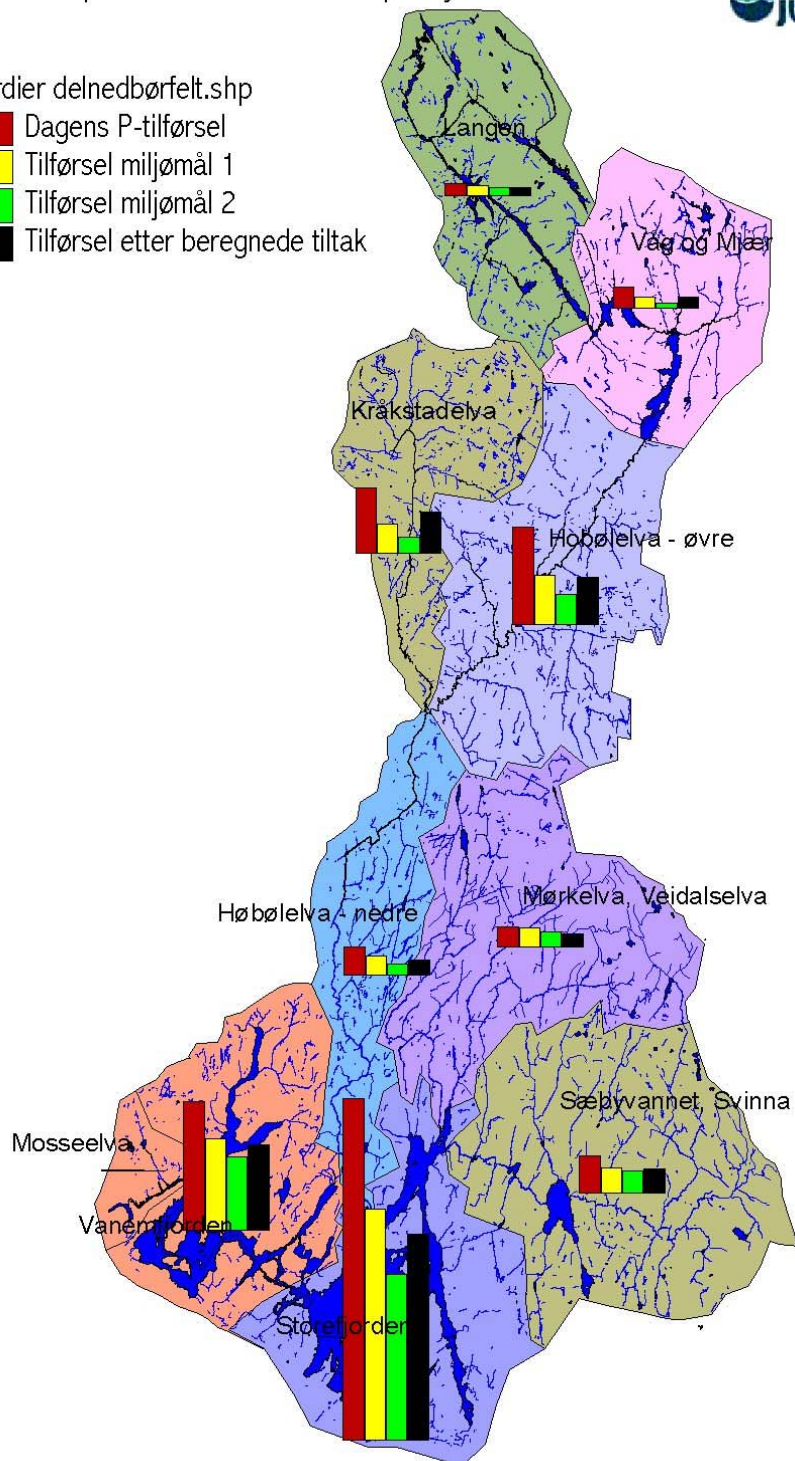 rdier delnedbørfelt.shp
Dagens P-tilførsel
Tilførsel miljømål 1
Tilførsel miljømål 2
Tilførsel etter beregnede tiltak
Langen
Våg og Mjær
Kråkstadelva
Hobølelva - øvre
Mørkelva, Veidalselva
Høbølelva - nedre
Sæbyvannet, Svinna
Mosseelva
Vanemfjorden
Storefjorden